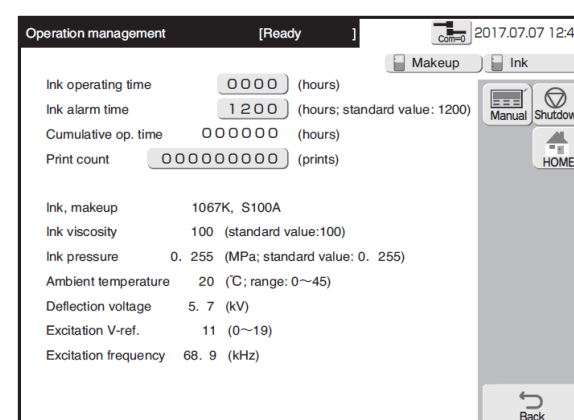 Operation management [Ready ] Com=0 2017.07.07 12:4
Makeup Ink
Ink operating time 0000 (hours)
Ink alarm time 1200 (hours; standard value: 1200)
Manual Shutdow
Cumulative op. time 000000 (hours)
Print count 000000000 (prints)
HOME
Ink, makeup 1067K, S100A
Ink viscosity 100 (standard value:100)
Ink pressure 0. 255 (MPa; standard value: 0. 255)
Ambient temperature 20 (℃; range: 0～45)
Deflection voltage 5. 7 (kV)
Excitation V-ref. 11 (0～19)
Excitation frequency 68. 9 (kHz)
Back